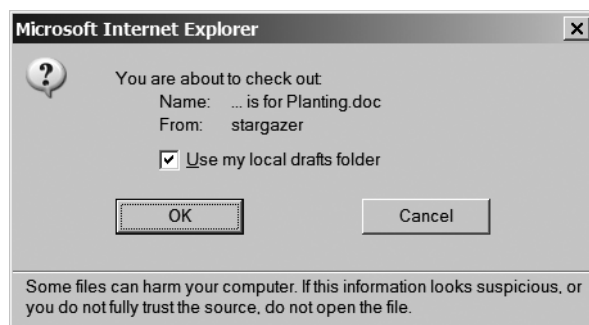 Microsoft Internet Explorer
You are about to check out:
Name: ... is for Planting.doc
From: stargazer
Use my local drafts folder
OK Cancel
Some files can harm your computer. If this information looks suspicious, or
you do not fully trust the source, do not open the file.